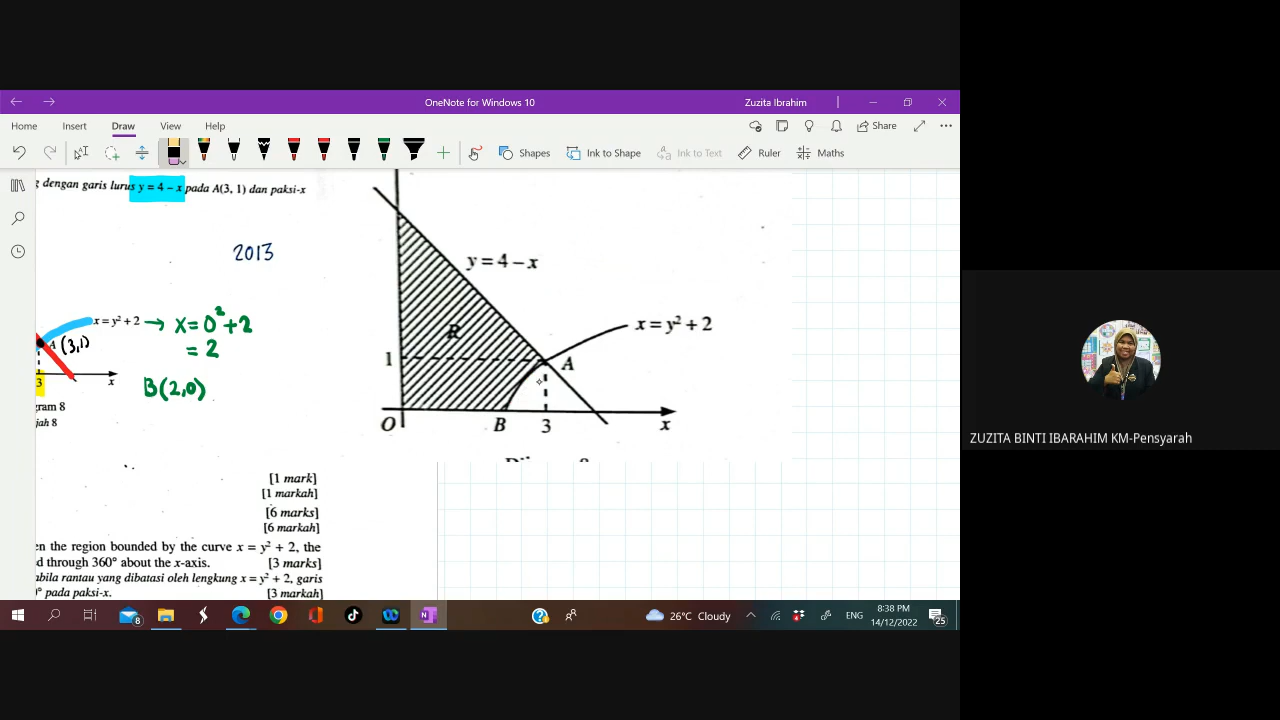 OneNote for Windows 10
Zuzita Ibrahim
Home Insert Draw View Help
Share
Shapes
Ink to Shape
Ink to Text
Ruler
Maths
dengan garis lurus y = 4 – x pada A(3, 1) dan paksi-x
2013
x = y² + 2 → x = 0² + 2
= 2
A (3,1)
3
x
B(2,0)
gram 8
jah 8
y = 4 – x
x = y² + 2
R
1
A
O
B
3
x
[1 mark]
[1 markah]
[6 marks]
[6 markah]
en the region bounded by the curve x = y² + 2, the
d through 360° about the x-axis. [3 marks]
abila rantau yang dibatasi oleh lengkung x = y² + 2, garis
° pada paksi-x. [3 markah]
ZUZITA BINTI IBARAHIM KM-Pensyarah
8
26°C Cloudy
ENG
8:38 PM
14/12/2022
25